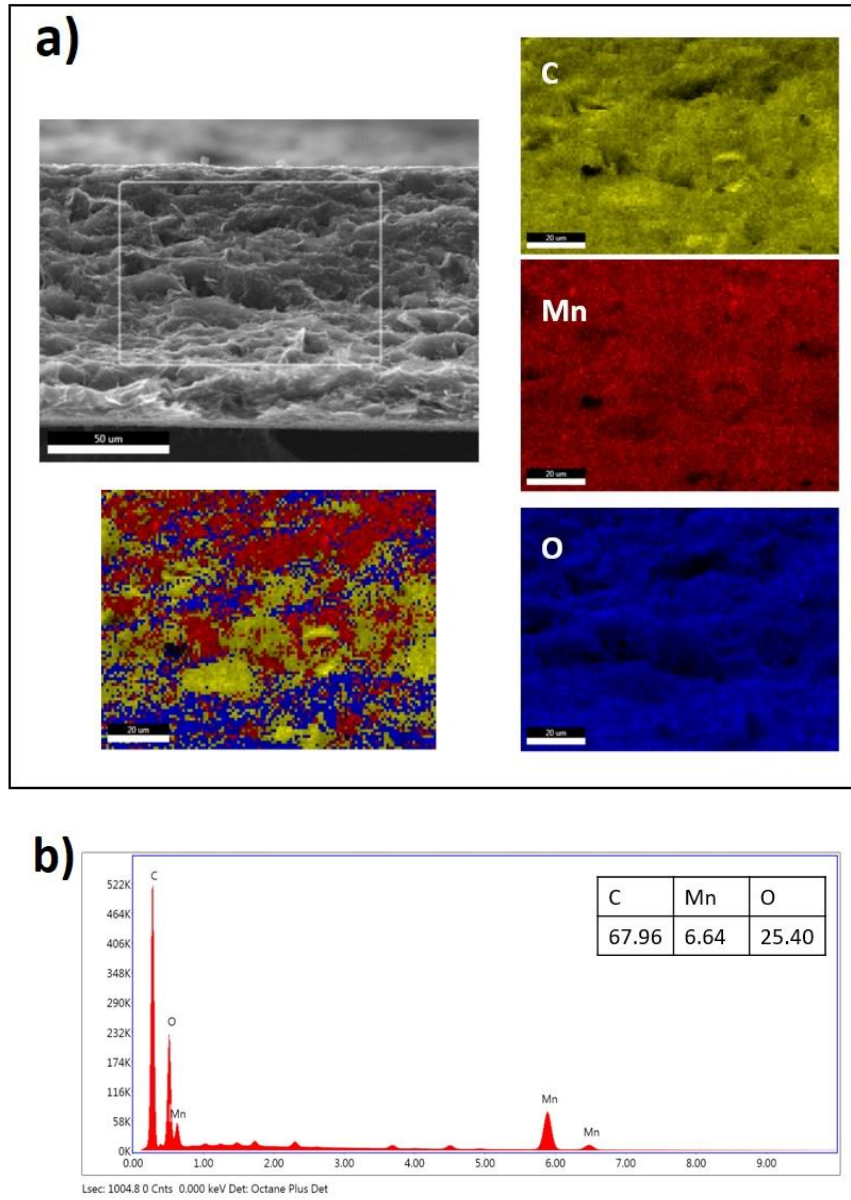 a)
C
50 um
20 um
Mn
20 um
20 um
O
20 um
b)
C Mn O
67.96 6.64 25.40
522K
464K
406K
348K
290K
232K
174K
116K
58K
0K
C
O
Mn
Mn
Mn
0.00 1.00 2.00 3.00 4.00 5.00 6.00 7.00 8.00 9.00
Lsec: 1004.8 0 Cnts 0.000 keV Det: Octane Plus Det